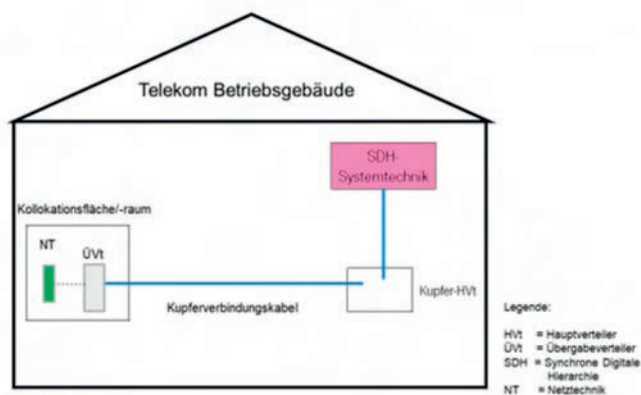 Telekom Betriebsgebäude
SDH-
Systemtechnik
Kollokationsfläche/-raum
NT
ÜVt
Kupferverbindungskabel
Kupfer-HVt
Legende:
HVt = Hauptverteiler
ÜVt = Übergabeverteiler
SDH = Synchrone Digitale
Hierarchie
NT = Netztechnik